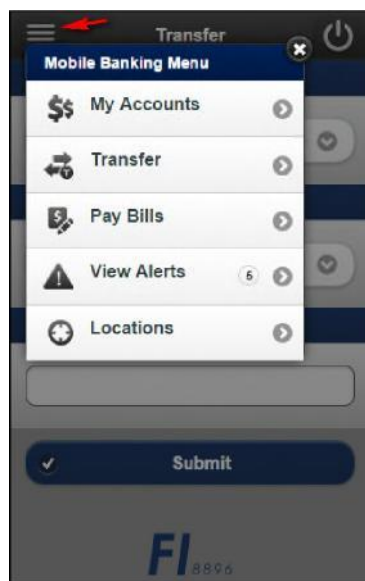 Transfer
Mobile Banking Menu
My Accounts
Transfer
Pay Bills
View Alerts 6
Locations
Submit
FI 8896